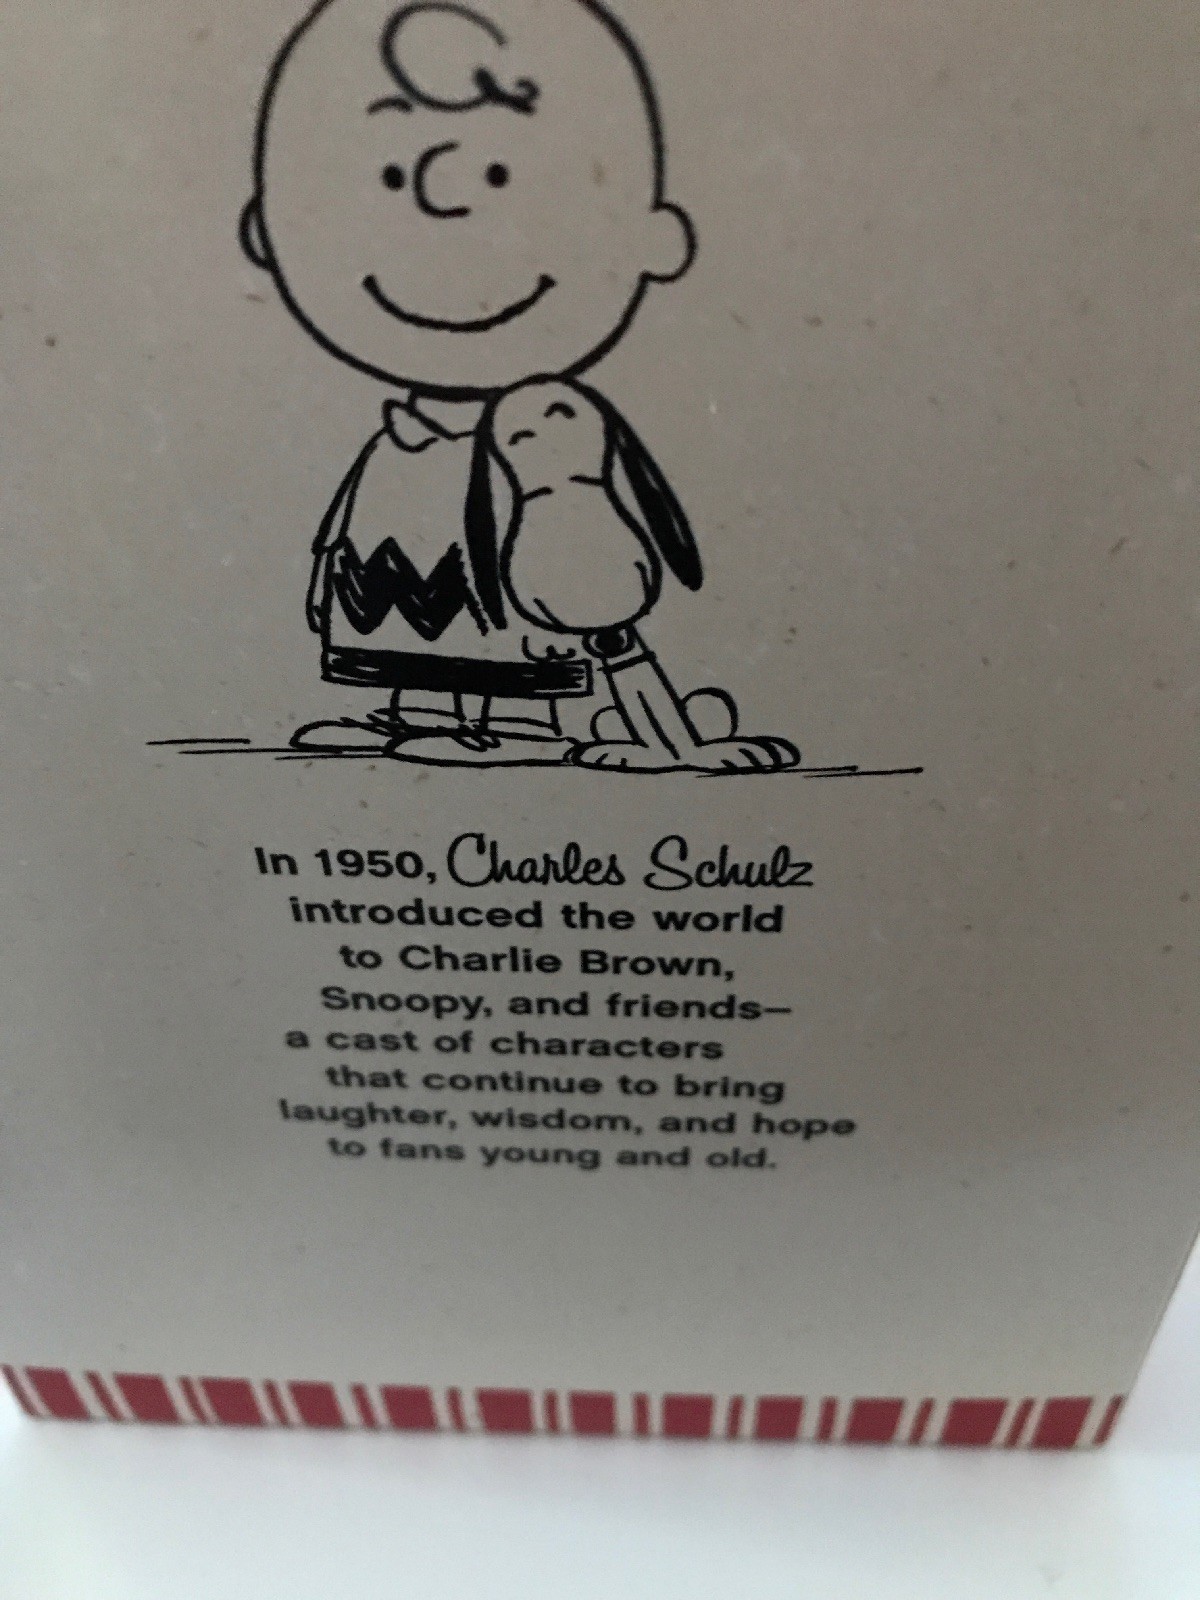 In 1950, Charles Schulz
introduced the world
to Charlie Brown,
Snoopy, and friends—
a cast of characters
that continue to bring
laughter, wisdom, and hope
to fans young and old.